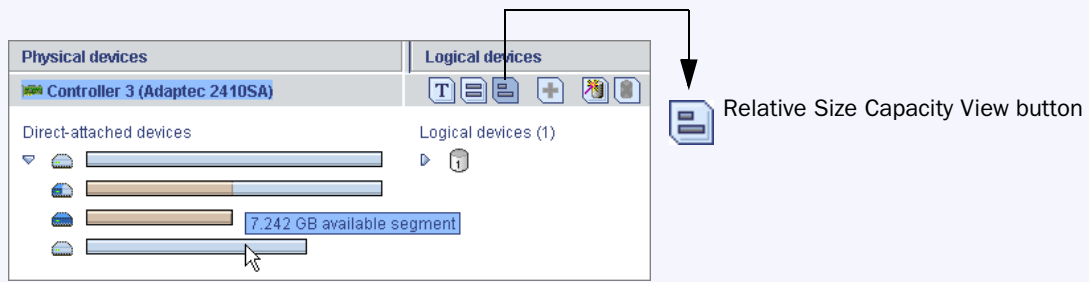 Physical devices
Logical devices
Controller 3 (Adaptec 2410SA)
T
Relative Size Capacity View button
Direct-attached devices
Logical devices (1)
1
7.242 GB available segment